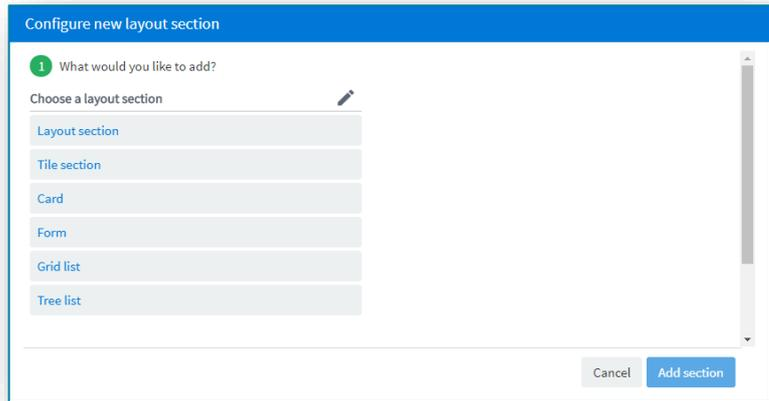 Configure new layout section
1 What would you like to add?
Choose a layout section
Layout section
Tile section
Card
Form
Grid list
Tree list
Cancel Add section